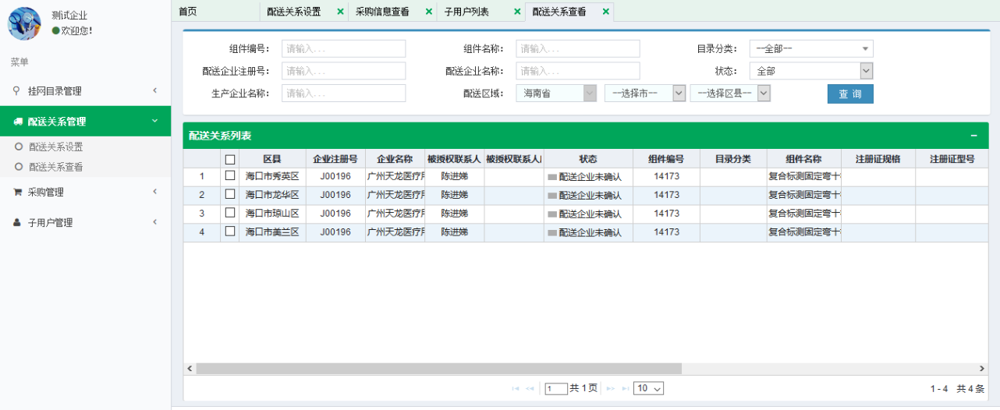 测试企业
欢迎您!
菜单
挂网目录管理
配送关系管理
配送关系设置
配送关系查看
采购管理
子用户管理
首页 配送关系设置 采购信息查看 子用户列表 配送关系查看
组件编号： 请输入... 组件名称： 请输入... 目录分类： --全部--
配送企业注册号： 请输入... 配送企业名称： 请输入... 状态： 全部
生产企业名称： 请输入... 配送区域： 海南省 --选择市-- --选择区县-- 查 询
配送关系列表
区县 企业注册号 企业名称 被授权联系人 被授权联系人 状态 组件编号 目录分类 组件名称 注册证规格 注册证型号
1 海口市秀英区 J00196 广州天龙医疗 陈进娣 配送企业未确认 14173 复合标测固定弯十
2 海口市龙华区 J00196 广州天龙医疗 陈进娣 配送企业未确认 14173 复合标测固定弯十
3 海口市琼山区 J00196 广州天龙医疗 陈进娣 配送企业未确认 14173 复合标测固定弯十
4 海口市美兰区 J00196 广州天龙医疗 陈进娣 配送企业未确认 14173 复合标测固定弯十
1 共 1 页 10
1 - 4 共 4 条